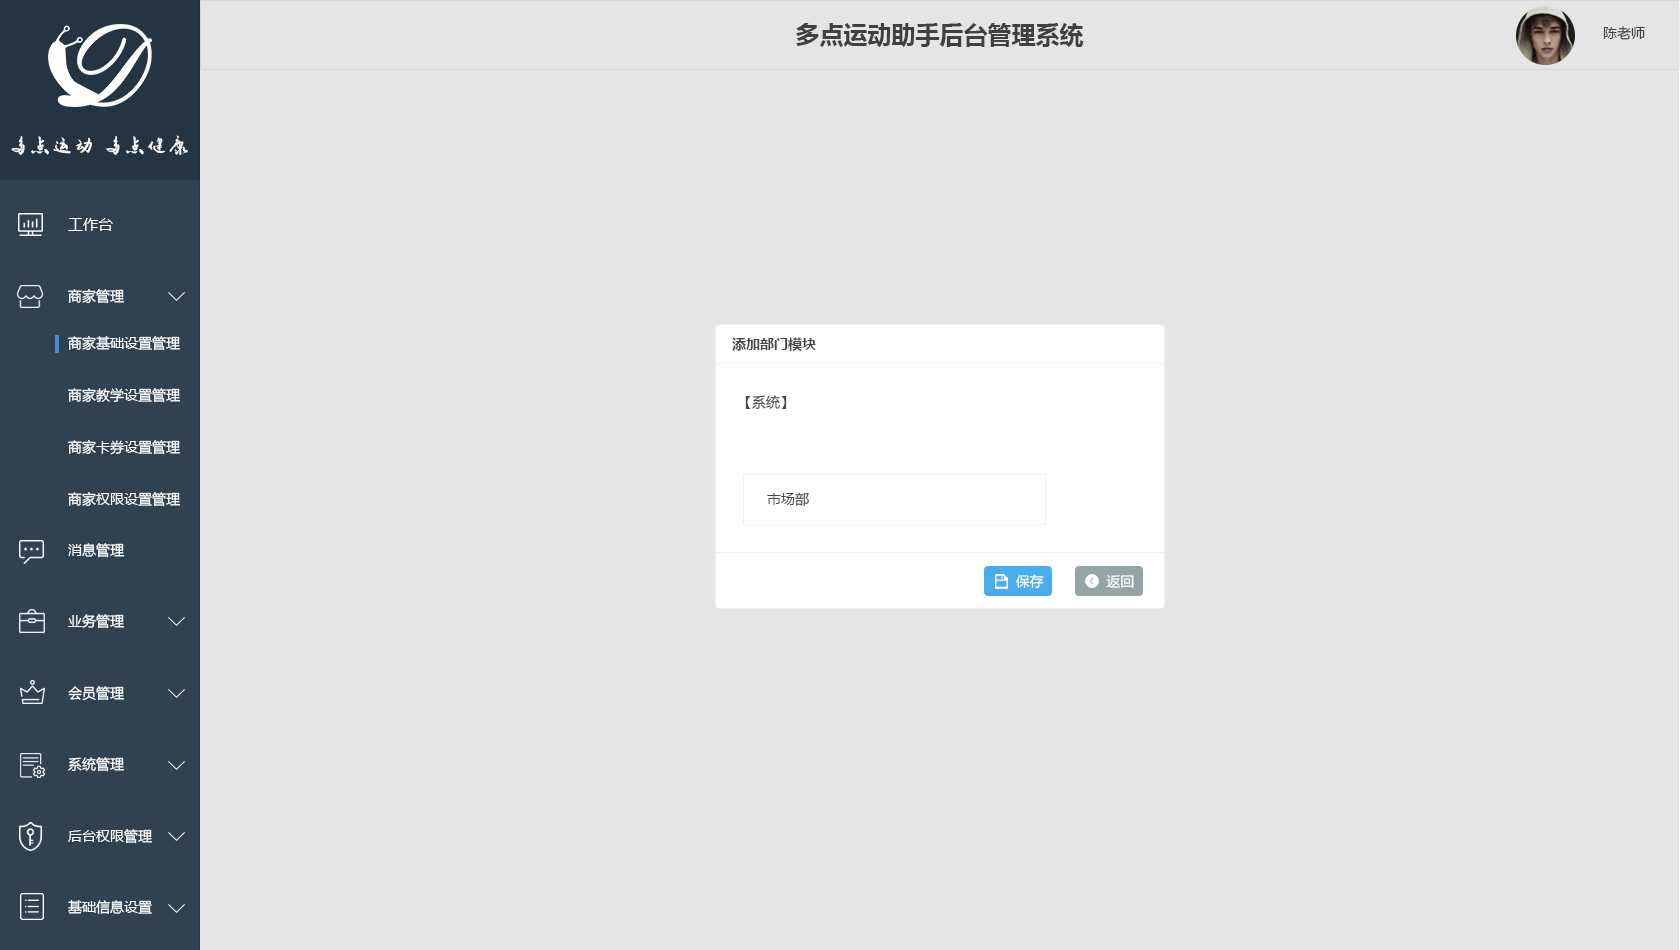 多点运动助手后台管理系统
陈老师
多点运动 多点健康
工作台
商家管理
商家基础设置管理
商家教学设置管理
商家卡券设置管理
商家权限设置管理
消息管理
业务管理
会员管理
系统管理
后台权限管理
基础信息设置
添加部门模块
【系统】
市场部
保存
返回